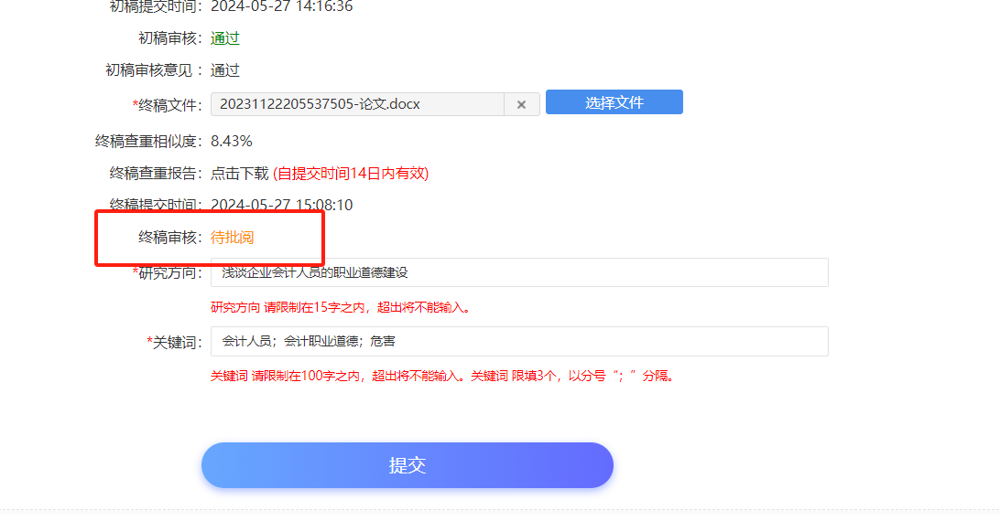 初稿提交时间：2024-05-27 14:16:36
初稿审核：通过
初稿审核意见 ：通过
*终稿文件：20231122205537505-论文.docx × 选择文件
终稿查重相似度：8.43%
终稿查重报告：点击下载 (自提交时间14日内有效)
终稿提交时间：2024-05-27 15:08:10
终稿审核：待批阅
*研究方向：浅谈企业会计人员的职业道德建设
研究方向 请限制在15字之内，超出将不能输入。
*关键词：会计人员；会计职业道德；危害
关键词 请限制在100字之内，超出将不能输入。关键词 限填3个，以分号“；”分隔。
提交